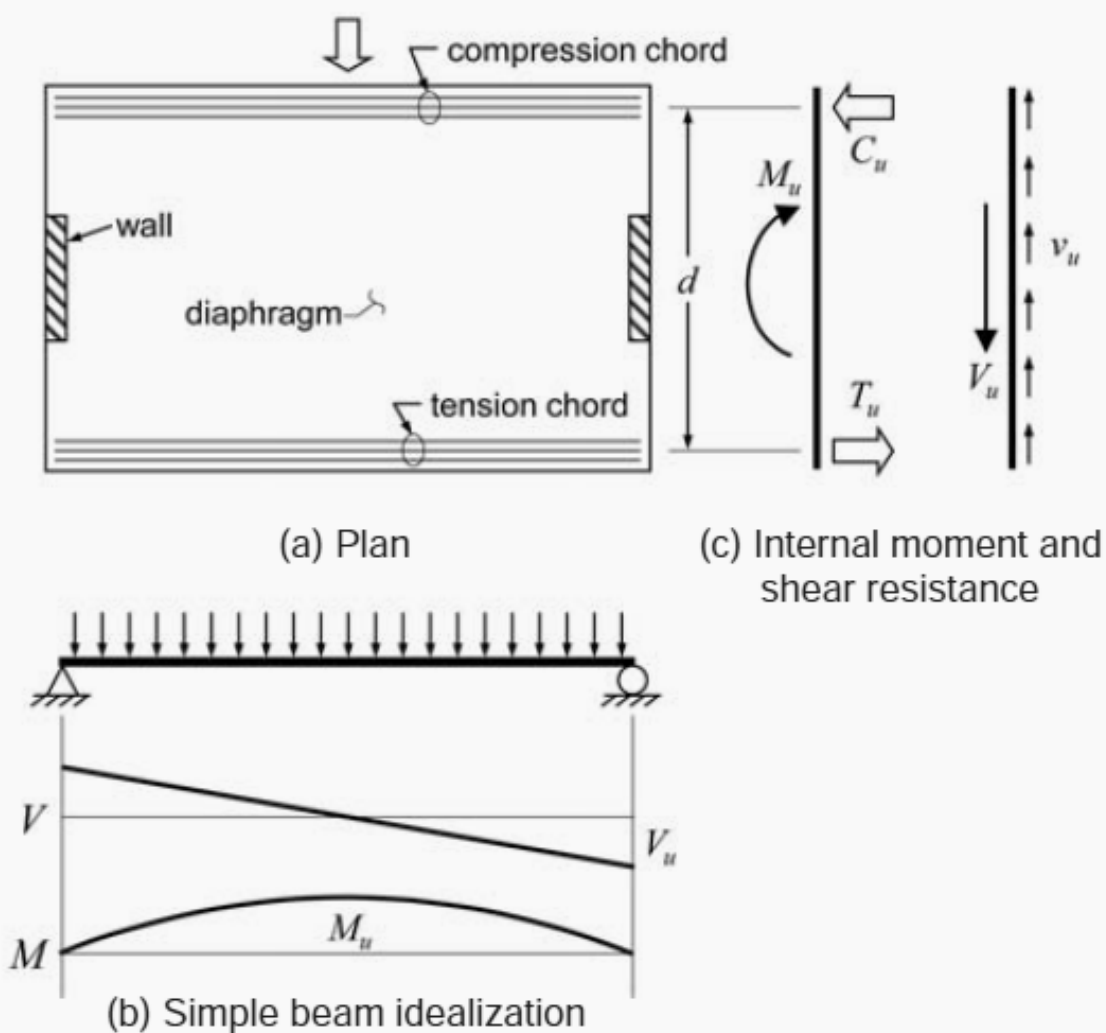 compression chord
wall
diaphragm
tension chord
d
M_u
C_u
T_u
V_u
v_u
(a) Plan
(c) Internal moment and
shear resistance
V
V_u
M
M_u
(b) Simple beam idealization